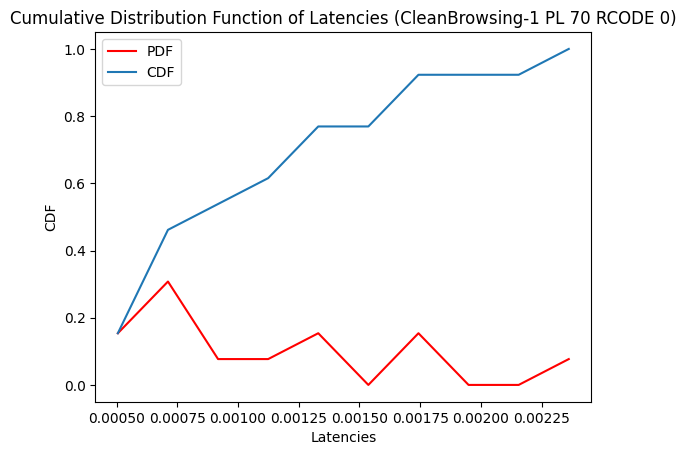 Cumulative Distribution Function of Latencies (CleanBrowsing-1 PL 70 RCODE 0)
PDF
CDF
1.0
0.8
0.6
0.4
0.2
0.0
CDF
0.00050 0.00075 0.00100 0.00125 0.00150 0.00175 0.00200 0.00225
Latencies